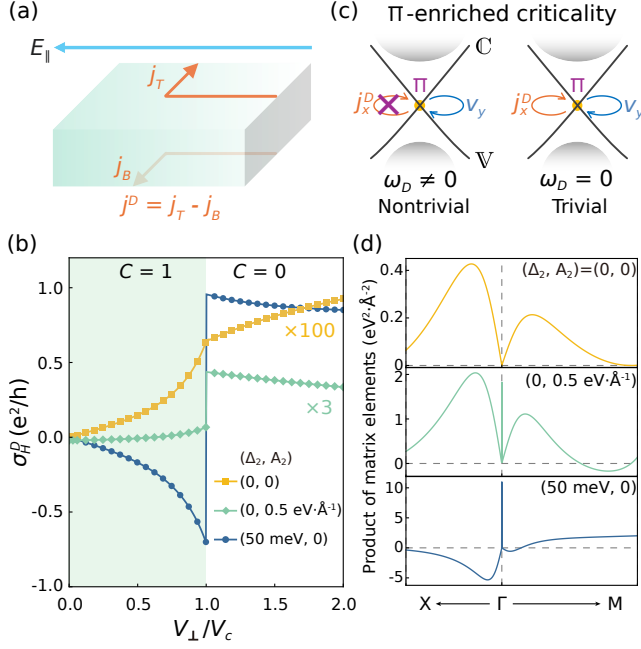 (a)
E∥
j_T
j_B
j^D = j_T - j_B
(b)
C = 1
C = 0
×100
×3
(Δ₂, A₂)
(0, 0)
(0, 0.5 eV·Å⁻¹)
(50 meV, 0)
1.0
0.5
0.0
-0.5
-1.0
σ_H^D (e²/h)
0.0 0.5 1.0 1.5 2.0
V⊥/V_c
(c)
Π-enriched criticality
ℂ
Π Π
j_x^D v_y j_x^D v_y
𝕍
ω_D ≠ 0 ω_D = 0
Nontrivial Trivial
(d)
Product of matrix elements (eV²·Å⁻²)
(Δ₂, A₂)=(0, 0)
0.4
0.2
0
(0, 0.5 eV·Å⁻¹)
2
1
0
(50 meV, 0)
10
5
0
-5
X ← Γ → M